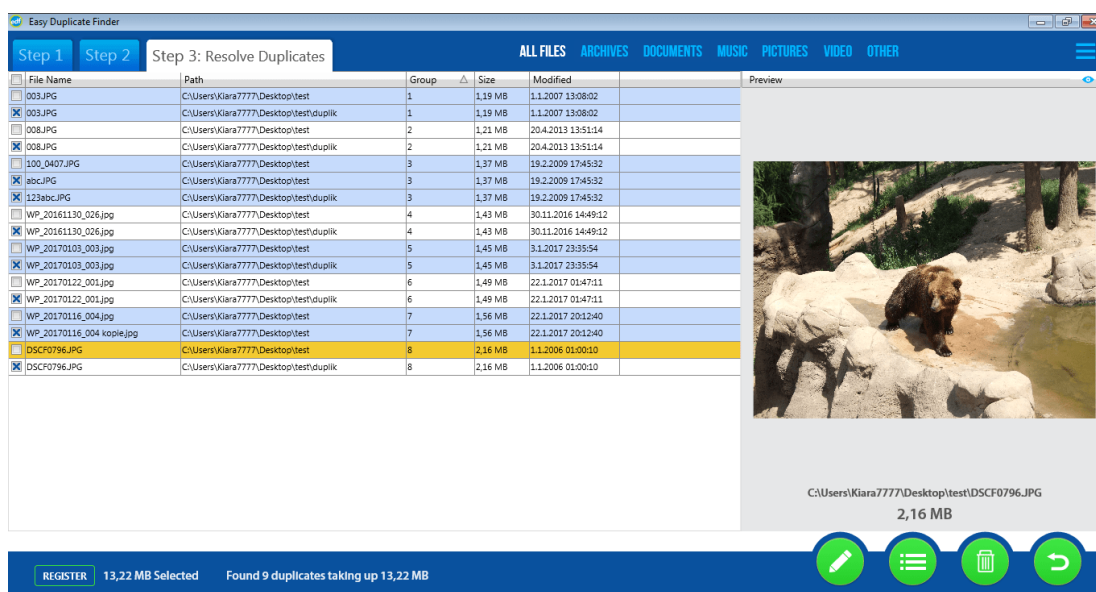 edf Easy Duplicate Finder
Step 1 Step 2 Step 3: Resolve Duplicates ALL FILES ARCHIVES DOCUMENTS MUSIC PICTURES VIDEO OTHER
File Name Path Group Size Modified Preview
003.JPG C:\Users\Kiara7777\Desktop\test 1 1,19 MB 1.1.2007 13:08:02
003.JPG C:\Users\Kiara7777\Desktop\test\duplik 1 1,19 MB 1.1.2007 13:08:02
008.JPG C:\Users\Kiara7777\Desktop\test 2 1,21 MB 20.4.2013 13:51:14
008.JPG C:\Users\Kiara7777\Desktop\test\duplik 2 1,21 MB 20.4.2013 13:51:14
100_0407.JPG C:\Users\Kiara7777\Desktop\test 3 1,37 MB 19.2.2009 17:45:32
abc.JPG C:\Users\Kiara7777\Desktop\test\duplik 3 1,37 MB 19.2.2009 17:45:32
123abc.JPG C:\Users\Kiara7777\Desktop\test\duplik 3 1,37 MB 19.2.2009 17:45:32
WP_20161130_026.jpg C:\Users\Kiara7777\Desktop\test 4 1,43 MB 30.11.2016 14:49:12
WP_20161130_026.jpg C:\Users\Kiara7777\Desktop\test\duplik 4 1,43 MB 30.11.2016 14:49:12
WP_20170103_003.jpg C:\Users\Kiara7777\Desktop\test 5 1,45 MB 3.1.2017 23:35:54
WP_20170103_003.jpg C:\Users\Kiara7777\Desktop\test\duplik 5 1,45 MB 3.1.2017 23:35:54
WP_20170122_001.jpg C:\Users\Kiara7777\Desktop\test 6 1,49 MB 22.1.2017 01:47:11
WP_20170122_001.jpg C:\Users\Kiara7777\Desktop\test\duplik 6 1,49 MB 22.1.2017 01:47:11
WP_20170116_004.jpg C:\Users\Kiara7777\Desktop\test 7 1,56 MB 22.1.2017 20:12:40
WP_20170116_004 kopie.jpg C:\Users\Kiara7777\Desktop\test 7 1,56 MB 22.1.2017 20:12:40
DSCF0796.JPG C:\Users\Kiara7777\Desktop\test 8 2,16 MB 1.1.2006 01:00:10
DSCF0796.JPG C:\Users\Kiara7777\Desktop\test\duplik 8 2,16 MB 1.1.2006 01:00:10
C:\Users\Kiara7777\Desktop\test\DSCF0796.JPG
2,16 MB
REGISTER 13,22 MB Selected Found 9 duplicates taking up 13,22 MB